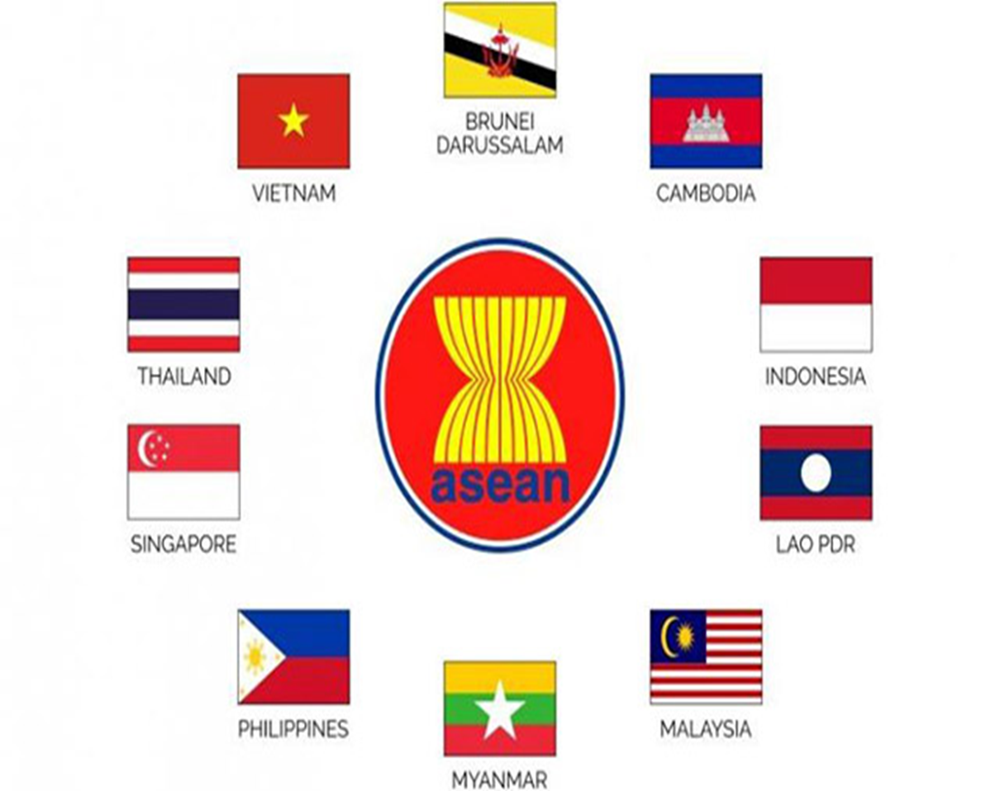 BRUNEI
DARUSSALAM
VIETNAM
CAMBODIA
THAILAND
INDONESIA
asean
SINGAPORE
LAO PDR
PHILIPPINES
MALAYSIA
MYANMAR